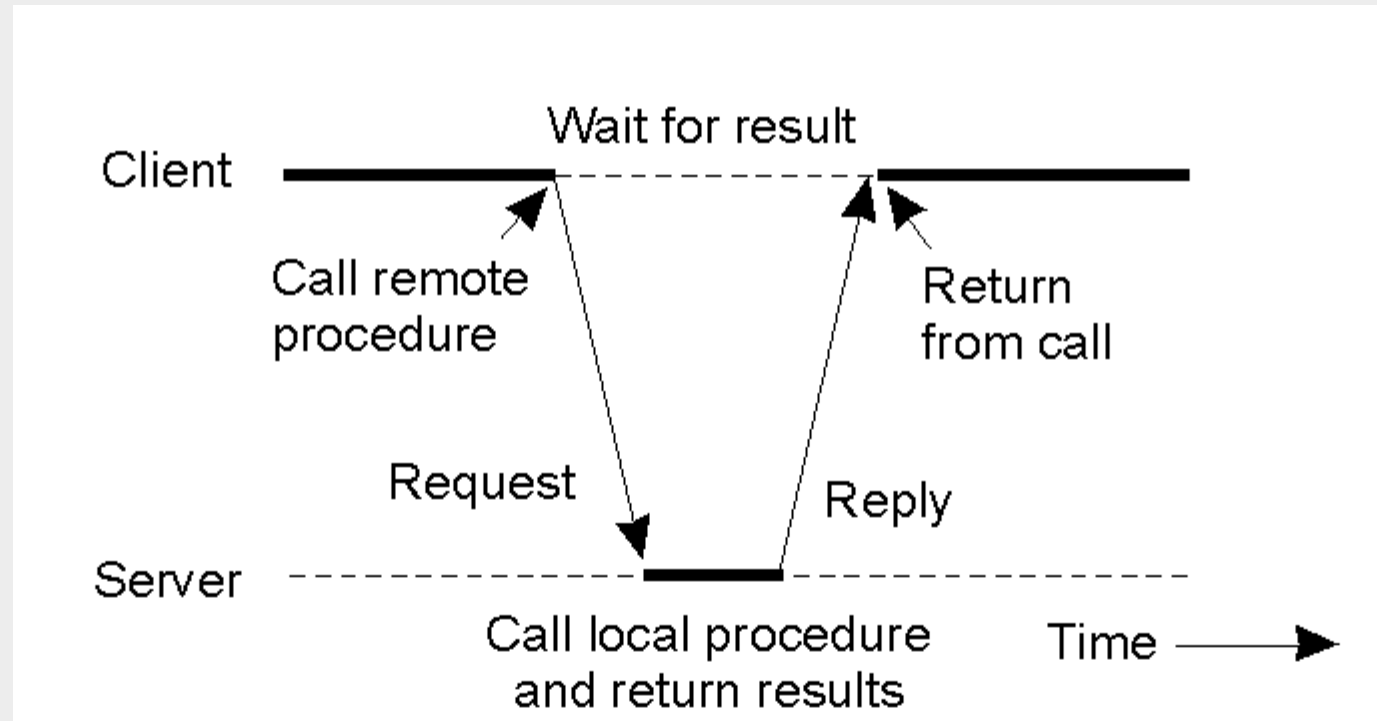 Wait for result
Client
Call remote
procedure
Return
from call
Request
Reply
Server
Call local procedure
and return results
Time